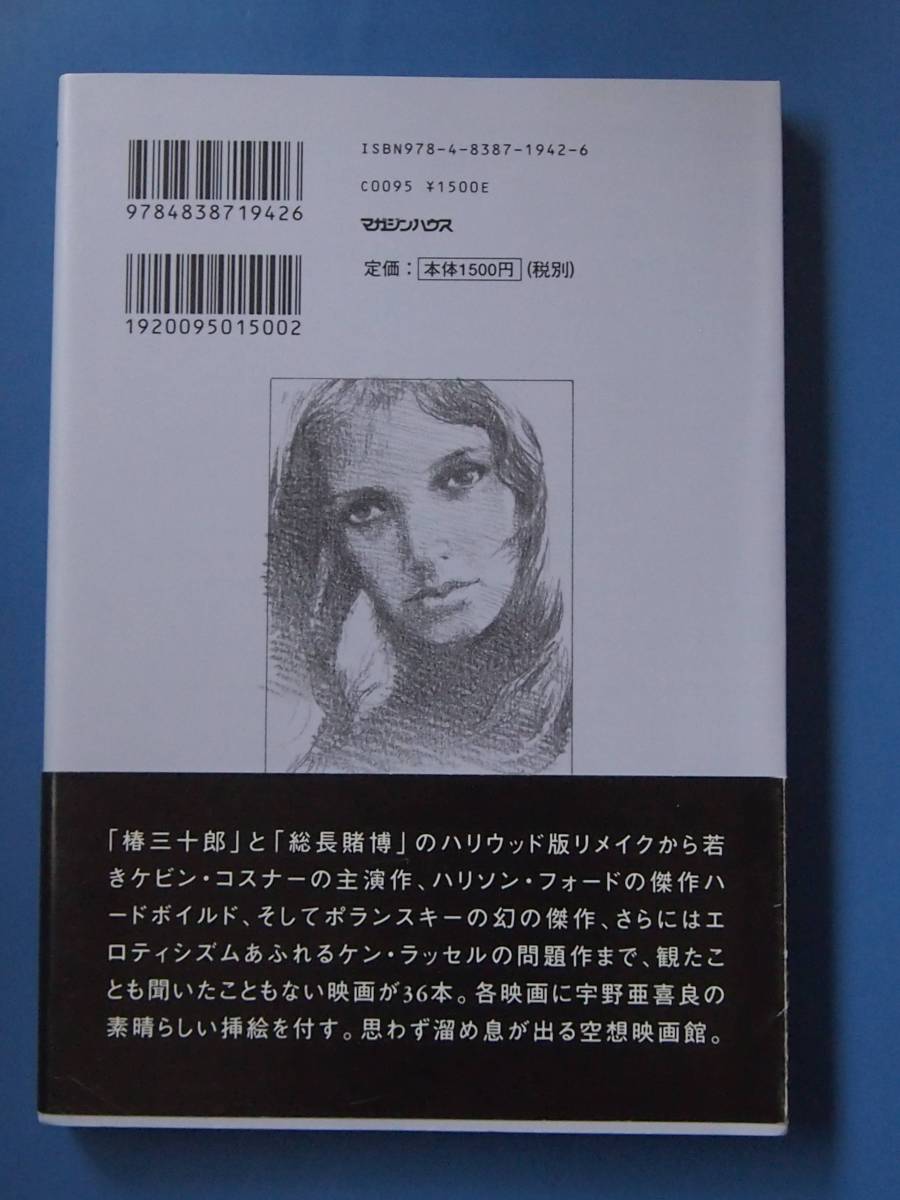 ISBN978-4-8387-1942-6
9784838719426
C0095 ¥1500E
マガジンハウス
定価：本体1500円(税別)
1920095015002
「椿三十郎」と「総長賭博」のハリウッド版リメイクから若
きケビン・コスナーの主演作、ハリソン・フォードの傑作ハ
ードボイルド、そしてポランスキーの幻の傑作、さらにはエ
ロティシズムあふれるケン・ラッセルの問題作まで、観たこ
とも聞いたこともない映画が36本。各映画に宇野亜喜良の
素晴らしい挿絵を付す。思わず溜め息が出る空想映画館。